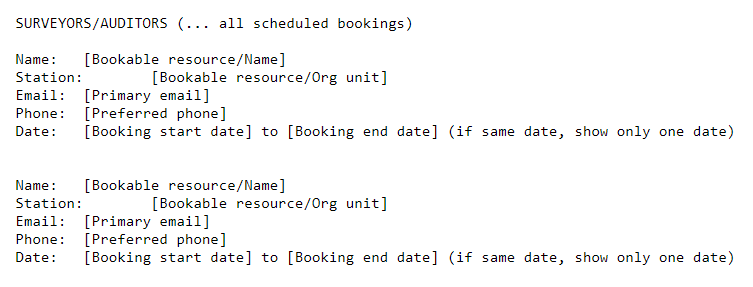 SURVEYORS/AUDITORS (... all scheduled bookings)
Name: [Bookable resource/Name]
Station: [Bookable resource/Org unit]
Email: [Primary email]
Phone: [Preferred phone]
Date: [Booking start date] to [Booking end date] (if same date, show only one date)
Name: [Bookable resource/Name]
Station: [Bookable resource/Org unit]
Email: [Primary email]
Phone: [Preferred phone]
Date: [Booking start date] to [Booking end date] (if same date, show only one date)